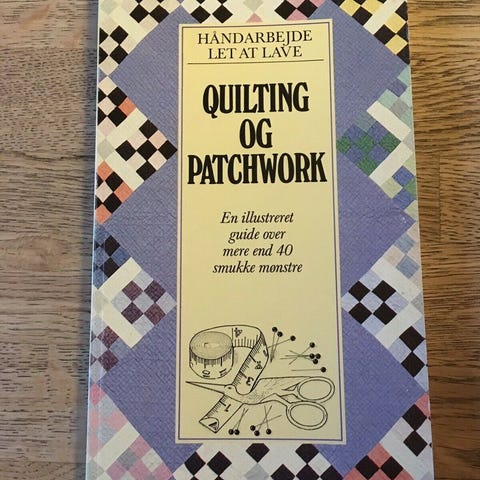 HÅNDARBEJDE
LET AT LAVE
QUILTING
OG
PATCHWORK
En illustreret
guide over
mere end 40
smukke mønstre